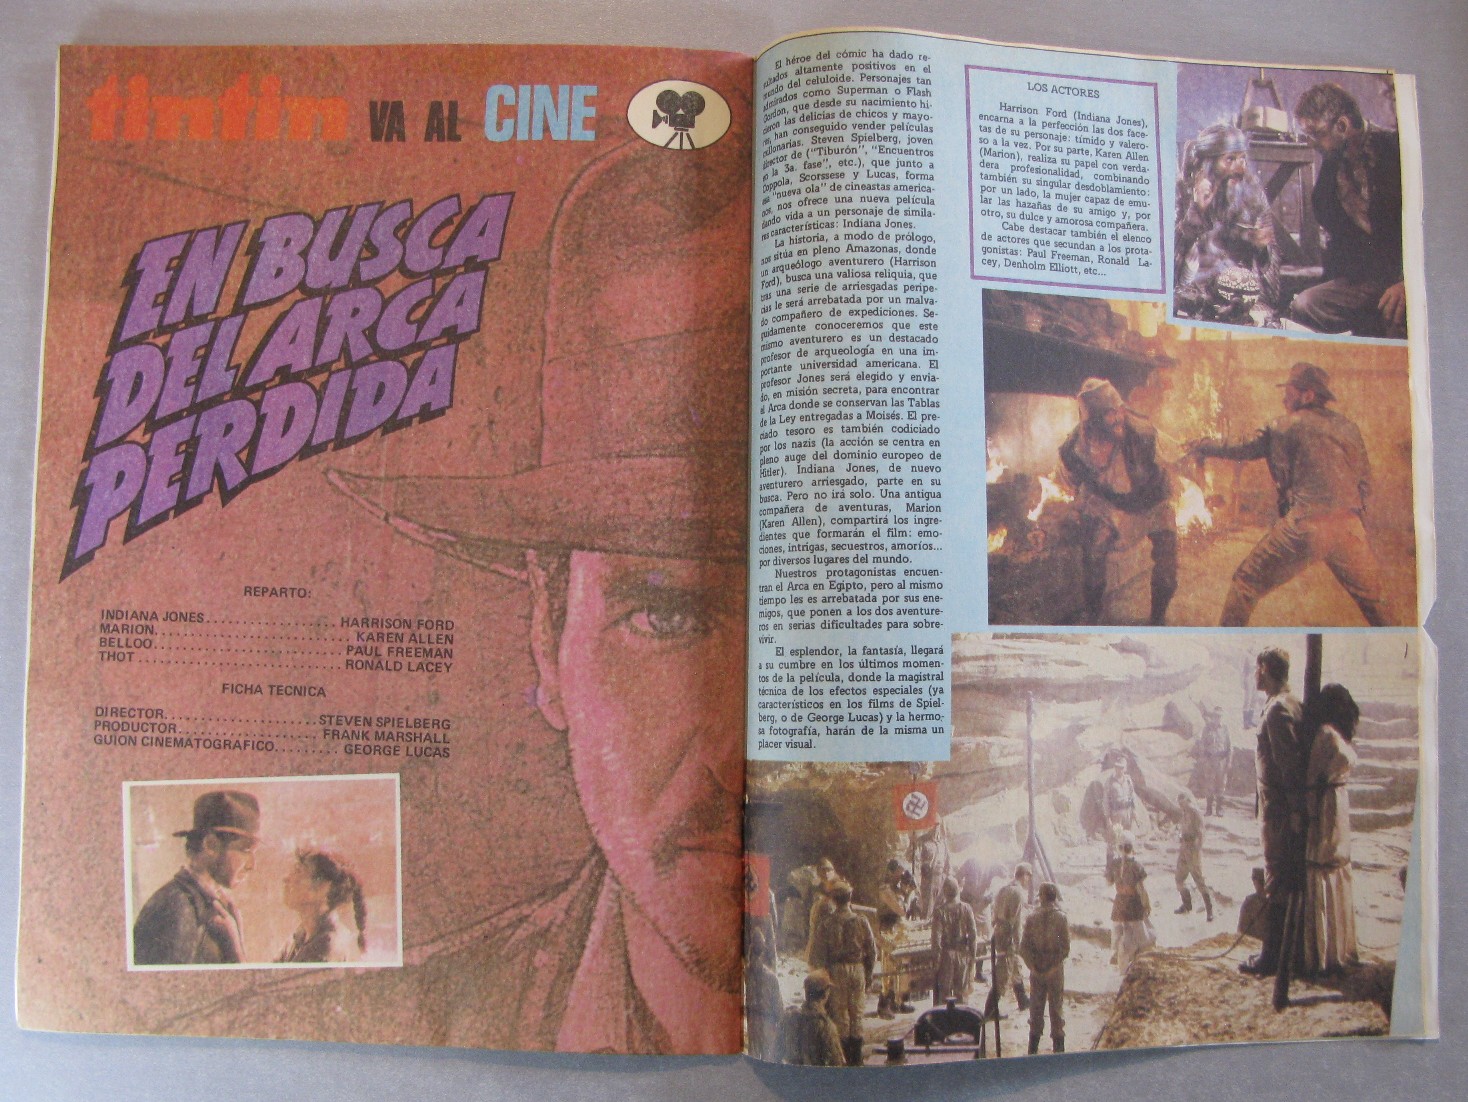 tintin VA AL CINE
EN BUSCA
DEL ARCA
PERDIDA
REPARTO:
INDIANA JONES.................HARRISON FORD
MARION..........................KAREN ALLEN
BELLOO.........................PAUL FREEMAN
THOT...........................RONALD LACEY
FICHA TECNICA
DIRECTOR....................STEVEN SPIELBERG
PRODUCTOR..................FRANK MARSHALL
GUION CINEMATOGRAFICO.........GEORGE LUCAS
El héroe del cómic ha dado re-
sultados altamente positivos en el
mundo del celuloide. Personajes tan
admirados como Superman o Flash
Gordon, que desde su nacimiento hi-
cieron las delicias de chicos y mayo-
res, han conseguido vender películas
millonarias. Steven Spielberg, joven
director de ("Tiburón", "Encuentros
en la 3a. fase", etc.), que junto a
Coppola, Scorssese y Lucas, forma
esa "nueva ola" de cineastas america-
nos, nos ofrece una nueva película
dando vida a un personaje de simila-
res características: Indiana Jones.
La historia, a modo de prólogo,
nos sitúa en pleno Amazonas, donde
un arqueólogo aventurero (Harrison
Ford), busca una valiosa reliquia, que
tras una serie de arriesgadas peripe-
cias le será arrebatada por un malva-
do compañero de expediciones. Se-
guidamente conoceremos que este
mismo aventurero es un destacado
profesor de arqueología en una im-
portante universidad americana. El
profesor Jones será elegido y envia-
do, en misión secreta, para encontrar
el Arca donde se conservan las Tablas
de la Ley entregadas a Moisés. El pre-
ciado tesoro es también codiciado
por los nazis (la acción se centra en
pleno auge del dominio europeo de
Hitler). Indiana Jones, de nuevo
aventurero arriesgado, parte en su
busca. Pero no irá solo. Una antigua
compañera de aventuras, Marion
(Karen Allen), compartirá los ingre-
dientes que formarán el film: emo-
ciones, intrigas, secuestros, amoríos...
por diversos lugares del mundo.
Nuestros protagonistas encuen-
tran el Arca en Egipto, pero al mismo
tiempo les es arrebatada por sus ene-
migos, que ponen a los dos aventure-
ros en serias dificultades para sobre-
vivir.
El esplendor, la fantasía, llegará
a su cumbre en los últimos momen-
tos de la película, donde la magistral
técnica de los efectos especiales (ya
característicos en los films de Spiel-
berg, o de George Lucas) y la hermo-
sa fotografía, harán de la misma un
placer visual.
LOS ACTORES
Harrison Ford (Indiana Jones),
encarna a la perfección las dos face-
tas de su personaje: tímido y valero-
so a la vez. Por su parte, Karen Allen
(Marion), realiza su papel con verda-
dera profesionalidad, combinando
también su singular desdoblamiento:
por un lado, la mujer capaz de emu-
lar las hazañas de su amigo y, por
otro, su dulce y amorosa compañera.
Cabe destacar también el elenco
de actores que secundan a los prota-
gonistas: Paul Freeman, Ronald La-
cey, Denholm Elliott, etc...